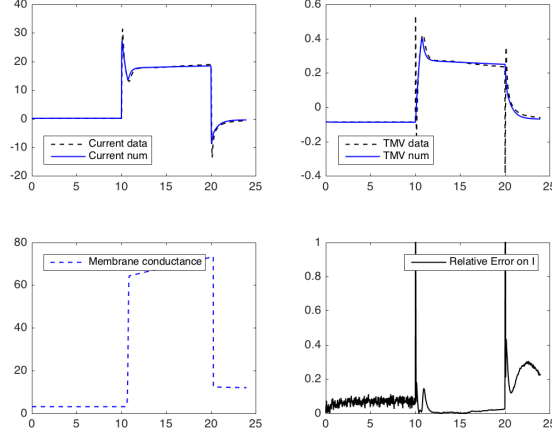 40
30
20
10
0
-10
-20
0 5 10 15 20 25
Current data
Current num
0.6
0.4
0.2
0
-0.2
-0.4
0 5 10 15 20 25
TMV data
TMV num
80
60
40
20
0
0 5 10 15 20 25
Membrane conductance
1
0.8
0.6
0.4
0.2
0
0 5 10 15 20 25
Relative Error on I